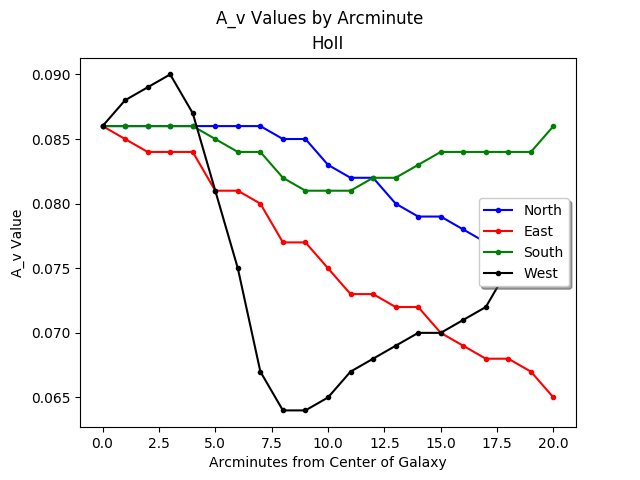 A_v Values by Arcminute
HoII
0.090
0.085
0.080
0.075
0.070
0.065
A_v Value
North
East
South
West
0.0 2.5 5.0 7.5 10.0 12.5 15.0 17.5 20.0
Arcminutes from Center of Galaxy